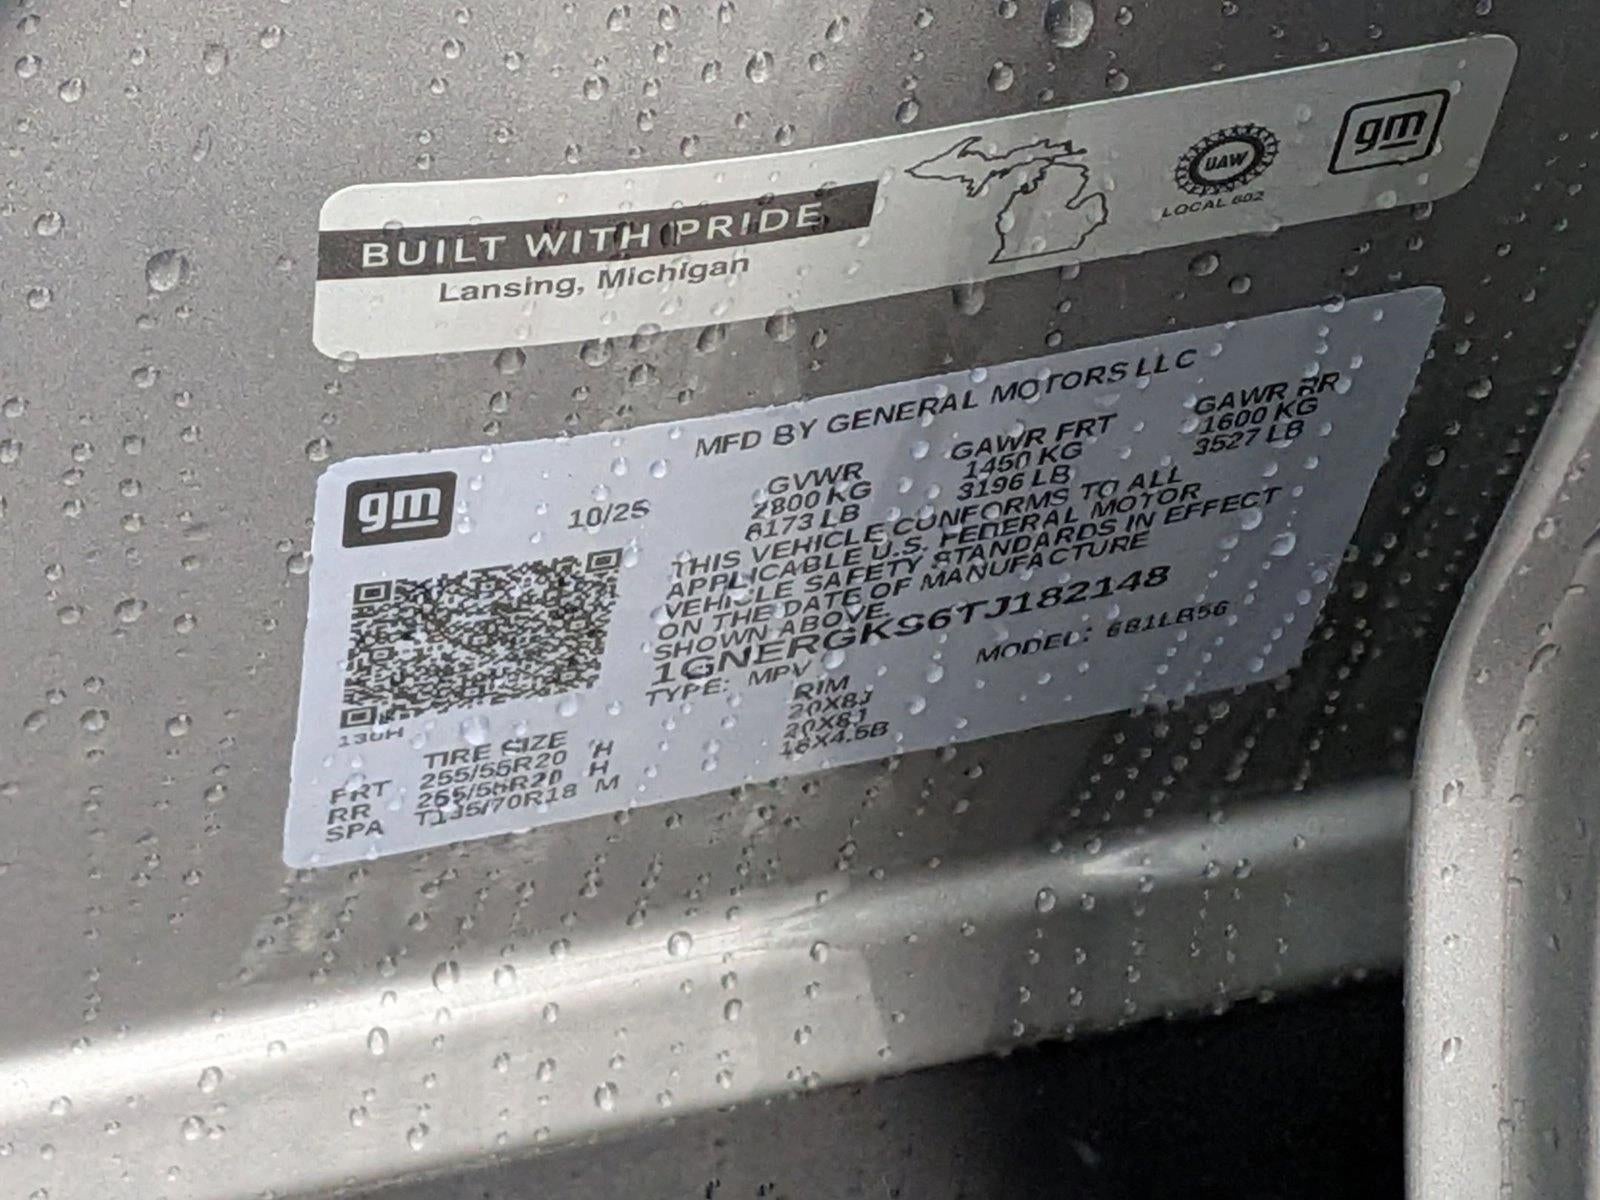 BUILT WITH PRIDE
Lansing, Michigan
UAW
LOCAL 602
gm
MFD BY GENERAL MOTORS LLC
gm
10/25
GVWR GAWR FRT GAWR RR
2800 KG 1450 KG 1600 KG
6173 LB 3196 LB 3527 LB
THIS VEHICLE CONFORMS TO ALL
APPLICABLE U.S. FEDERAL MOTOR
VEHICLE SAFETY STANDARDS IN EFFECT
ON THE DATE OF MANUFACTURE
SHOWN ABOVE.
1GNERGKS6TJ182148
TYPE: MPV MODEL:
TIRE SIZE RIM
FRT 255/55R20 H 20X8J
RR 255/55R20 H 20X8J
SPA T135/70R18 M 18X4.5B